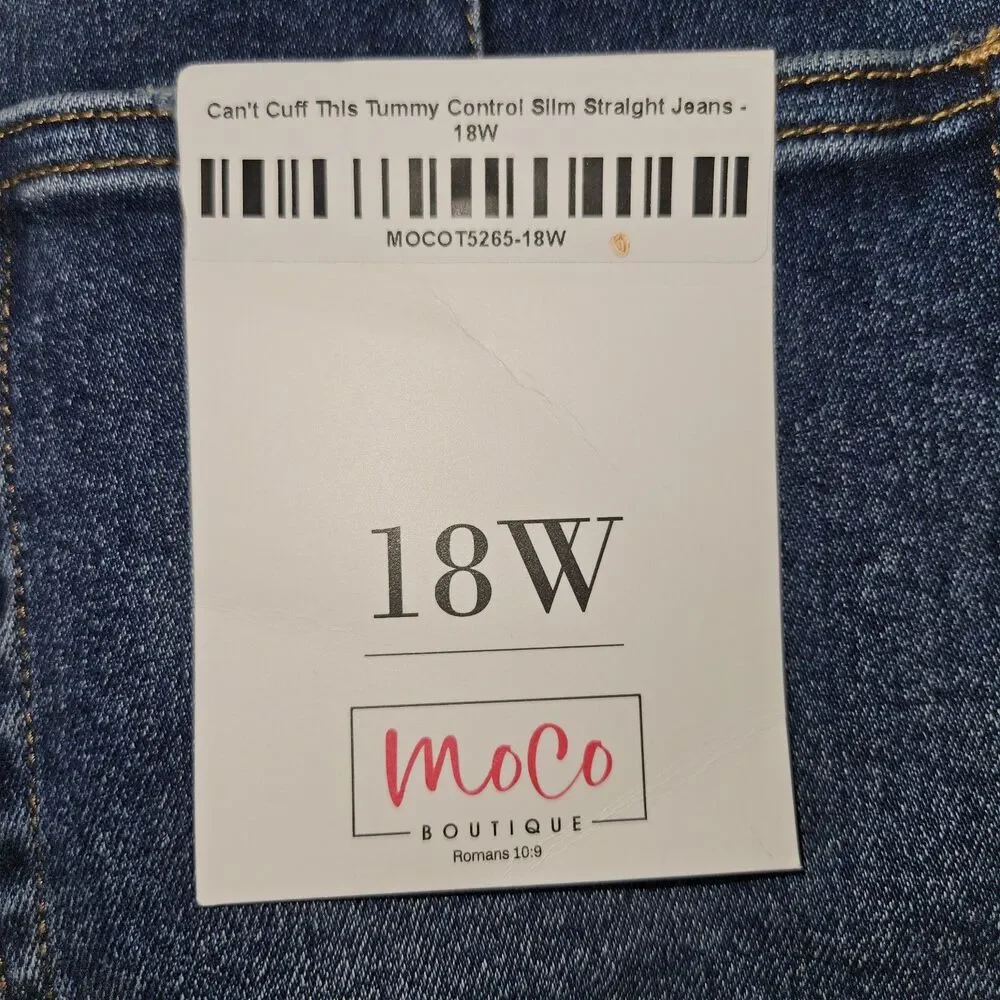 Can't Cuff This Tummy Control Slim Straight Jeans -
18W
MOCOT5265-18W
18W
MoCo
BOUTIQUE
Romans 10:9